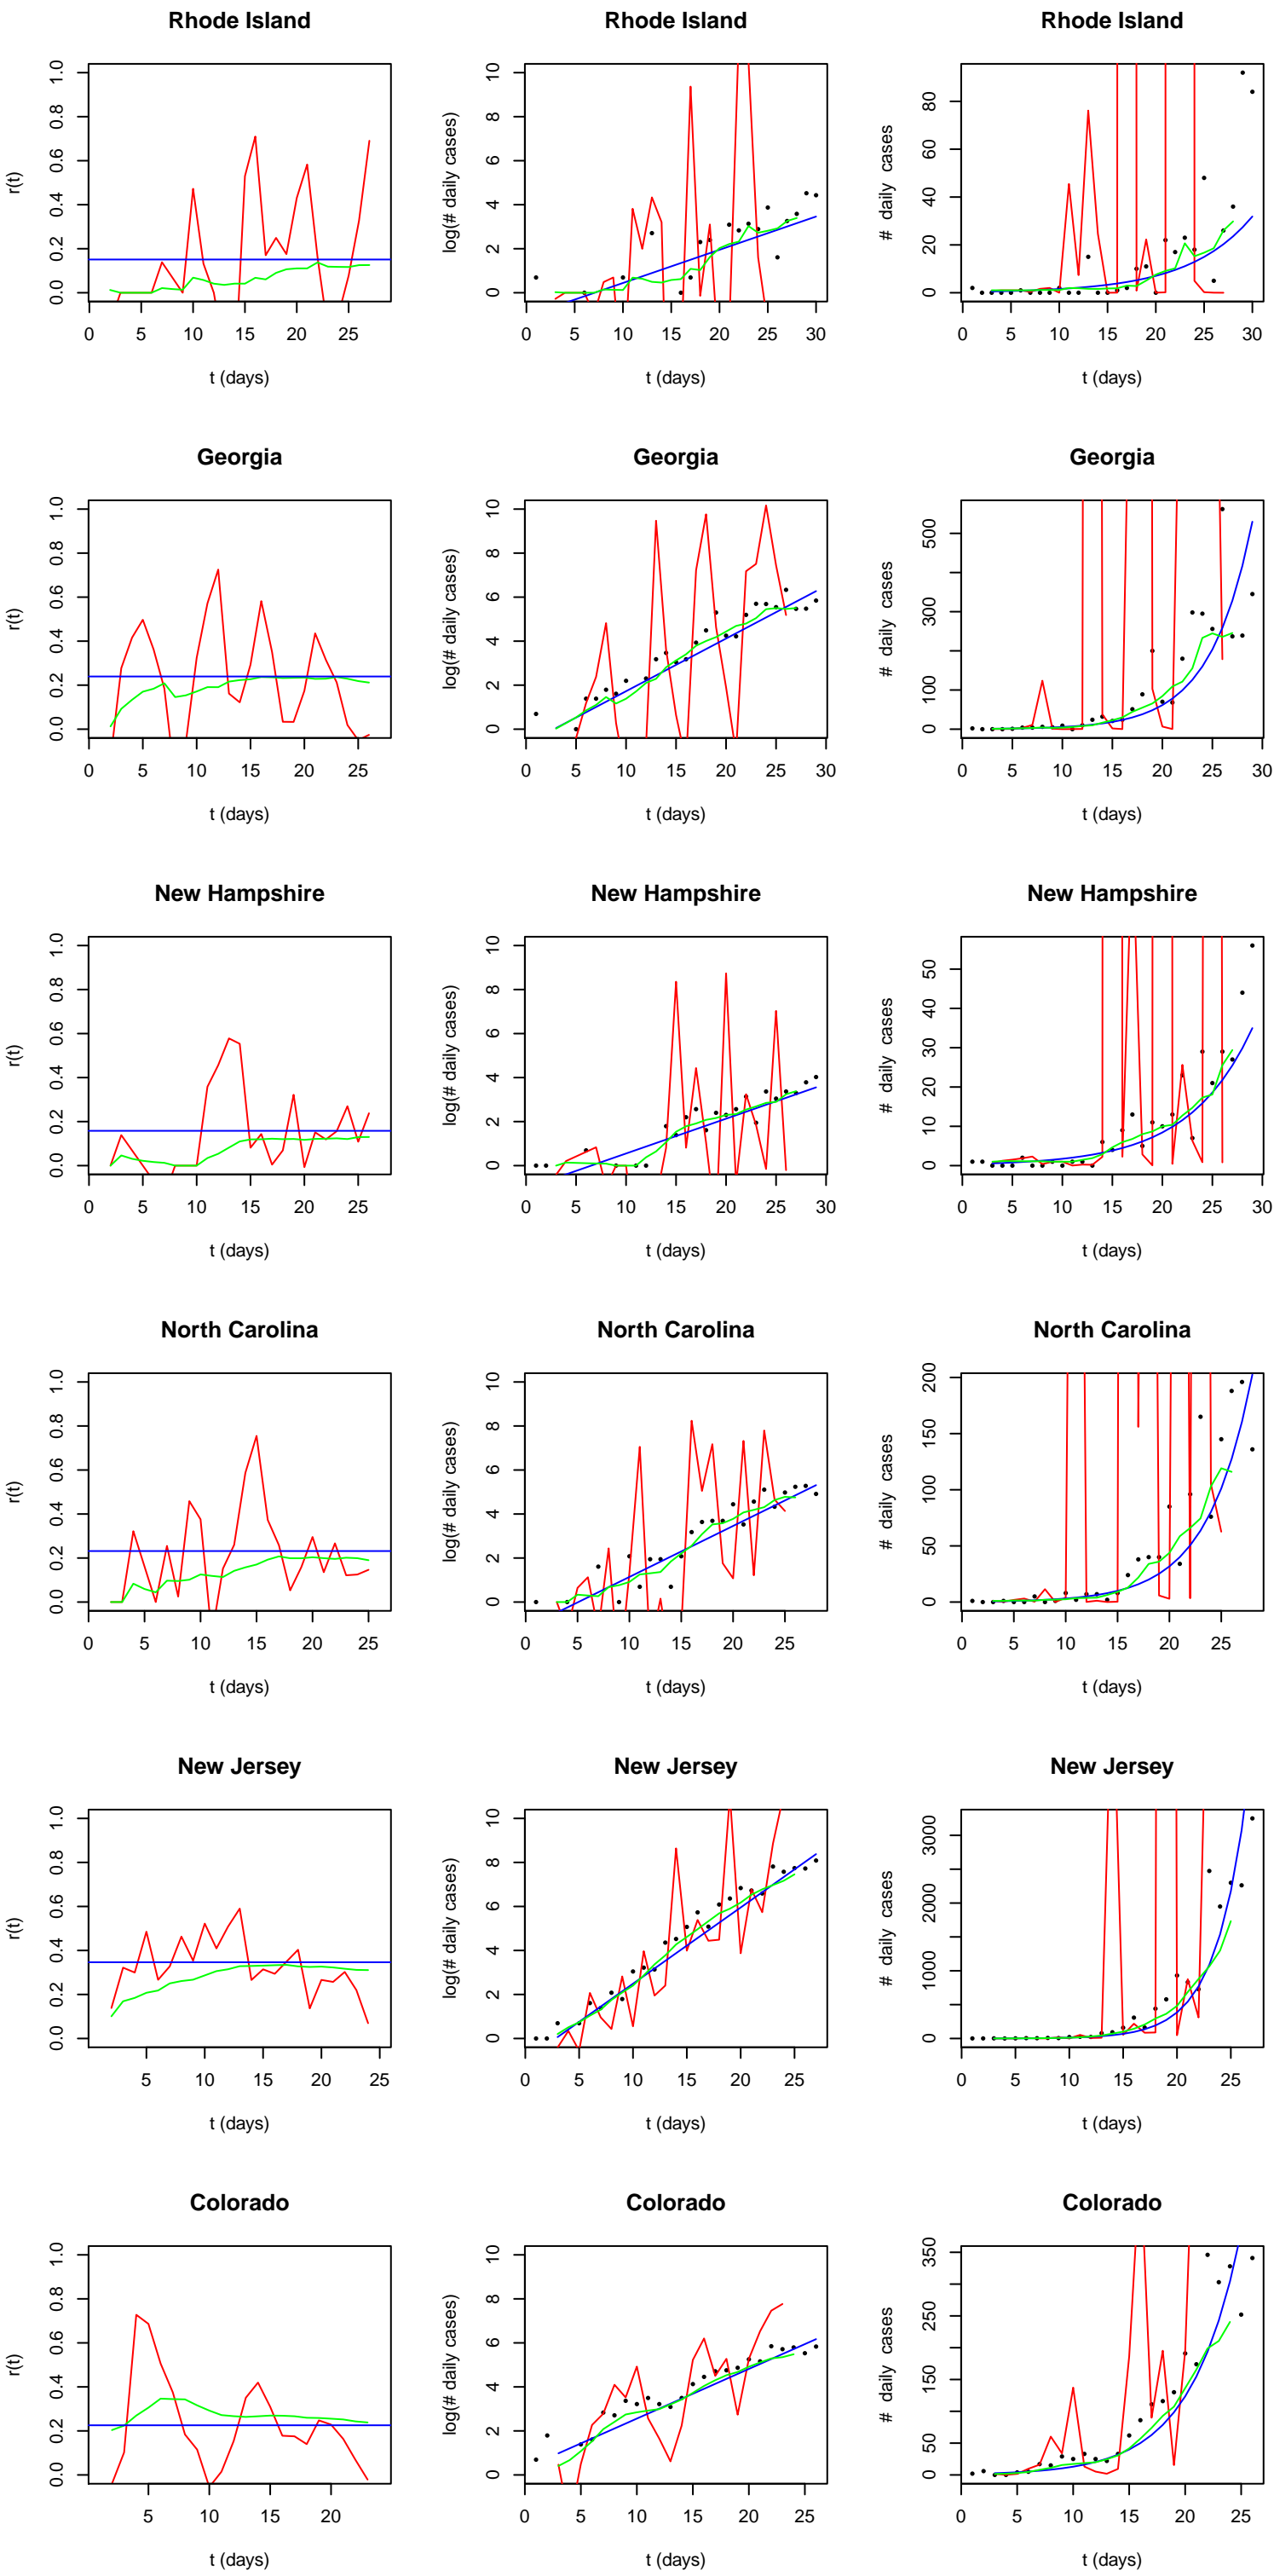 Rhode Island
r(t)
0.0 0.2 0.4 0.6 0.8 1.0
0 5 10 15 20 25
t (days)
Rhode Island
log(# daily cases)
0 2 4 6 8 10
0 5 10 15 20 25 30
t (days)
Rhode Island
# daily cases
0 20 40 60 80
0 5 10 15 20 25 30
t (days)
Georgia
r(t)
0.0 0.2 0.4 0.6 0.8 1.0
0 5 10 15 20 25
t (days)
Georgia
log(# daily cases)
0 2 4 6 8 10
0 5 10 15 20 25 30
t (days)
Georgia
# daily cases
0 100 300 500
0 5 10 15 20 25 30
t (days)
New Hampshire
r(t)
0.0 0.2 0.4 0.6 0.8 1.0
0 5 10 15 20 25
t (days)
New Hampshire
log(# daily cases)
0 2 4 6 8 10
0 5 10 15 20 25 30
t (days)
New Hampshire
# daily cases
0 10 20 30 40 50
0 5 10 15 20 25 30
t (days)
North Carolina
r(t)
0.0 0.2 0.4 0.6 0.8 1.0
0 5 10 15 20 25
t (days)
North Carolina
log(# daily cases)
0 2 4 6 8 10
0 5 10 15 20 25
t (days)
North Carolina
# daily cases
0 50 100 150 200
0 5 10 15 20 25
t (days)
New Jersey
r(t)
0.0 0.2 0.4 0.6 0.8 1.0
5 10 15 20 25
t (days)
New Jersey
log(# daily cases)
0 2 4 6 8 10
0 5 10 15 20 25
t (days)
New Jersey
# daily cases
0 1000 2000 3000
0 5 10 15 20 25
t (days)
Colorado
r(t)
0.0 0.2 0.4 0.6 0.8 1.0
5 10 15 20
t (days)
Colorado
log(# daily cases)
0 2 4 6 8 10
0 5 10 15 20 25
t (days)
Colorado
# daily cases
0 50 150 250 350
0 5 10 15 20 25
t (days)